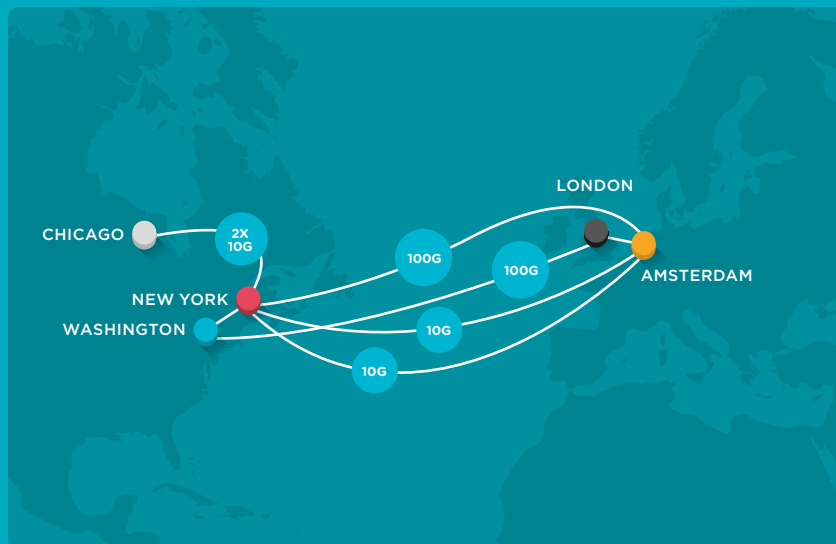 LONDON
CHICAGO
2X
10G
100G
100G
AMSTERDAM
NEW YORK
WASHINGTON
10G
10G